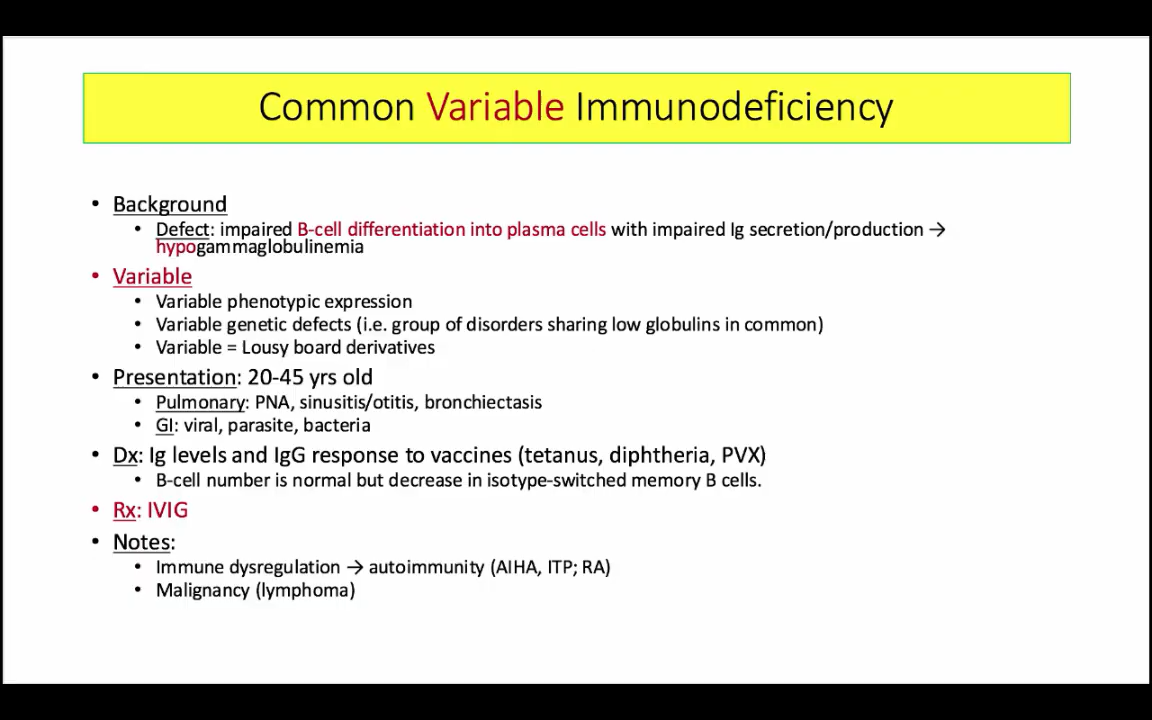 Common Variable Immunodeficiency
• Background
• Defect: impaired B-cell differentiation into plasma cells with impaired Ig secretion/production →
hypogammaglobulinemia
• Variable
• Variable phenotypic expression
• Variable genetic defects (i.e. group of disorders sharing low globulins in common)
• Variable = Lousy board derivatives
• Presentation: 20-45 yrs old
• Pulmonary: PNA, sinusitis/otitis, bronchiectasis
• GI: viral, parasite, bacteria
• Dx: Ig levels and IgG response to vaccines (tetanus, diphtheria, PVX)
• B-cell number is normal but decrease in isotype-switched memory B cells.
• Rx: IVIG
• Notes:
• Immune dysregulation → autoimmunity (AIHA, ITP; RA)
• Malignancy (lymphoma)